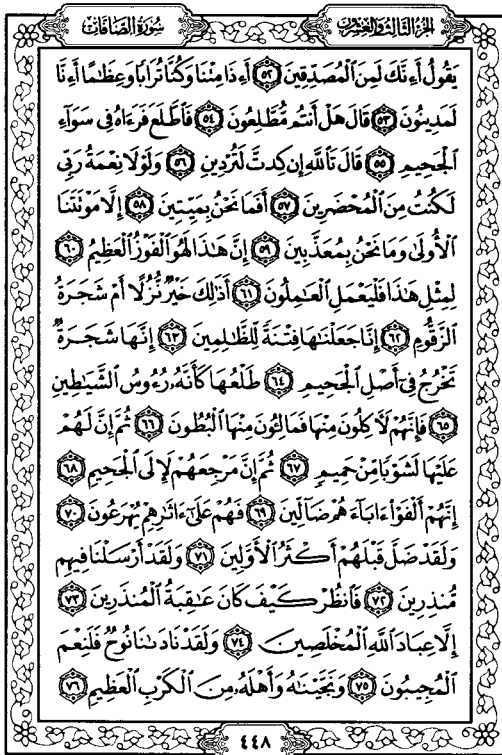 الجزء الثالث والعشرون
سورة الصافات
يَقُولُ أَءِنَّكَ لَمِنَ ٱلْمُصَدِّقِينَ ٥٢ أَءِذَا مِتْنَا وَكُنَّا تُرَابًا وَعِظَٰمًا أَءِنَّا
لَمَدِينُونَ ٥٣ قَالَ هَلْ أَنتُم مُّطَّلِعُونَ ٥٤ فَٱطَّلَعَ فَرَءَاهُ فِى سَوَآءِ
ٱلْجَحِيمِ ٥٥ قَالَ تَٱللَّهِ إِن كِدتَّ لَتُرْدِينِ ٥٦ وَلَوْلَا نِعْمَةُ رَبِّى
لَكُنتُ مِنَ ٱلْمُحْضَرِينَ ٥٧ أَفَمَا نَحْنُ بِمَيِّتِينَ ٥٨ إِلَّا مَوْتَتَنَا
ٱلْأُولَىٰ وَمَا نَحْنُ بِمُعَذَّبِينَ ٥٩ إِنَّ هَٰذَا لَهُوَ ٱلْفَوْزُ ٱلْعَظِيمُ ٦٠
لِمِثْلِ هَٰذَا فَلْيَعْمَلِ ٱلْعَٰمِلُونَ ٦١ أَذَٰلِكَ خَيْرٌ نُّزُلًا أَمْ شَجَرَةُ
ٱلزَّقُّومِ ٦٢ إِنَّا جَعَلْنَٰهَا فِتْنَةً لِّلظَّٰلِمِينَ ٦٣ إِنَّهَا شَجَرَةٌ
تَخْرُجُ فِىٓ أَصْلِ ٱلْجَحِيمِ ٦٤ طَلْعُهَا كَأَنَّهُۥ رُءُوسُ ٱلشَّيَٰطِينِ
٦٥ فَإِنَّهُمْ لَءَاكِلُونَ مِنْهَا فَمَالِـُٔونَ مِنْهَا ٱلْبُطُونَ ٦٦ ثُمَّ إِنَّ لَهُمْ
عَلَيْهَا لَشَوْبًا مِّنْ حَمِيمٍ ٦٧ ثُمَّ إِنَّ مَرْجِعَهُمْ لَإِلَى ٱلْجَحِيمِ ٦٨
إِنَّهُمْ أَلْفَوْا۟ ءَابَآءَهُمْ ضَآلِّينَ ٦٩ فَهُمْ عَلَىٰٓ ءَاثَٰرِهِمْ يُهْرَعُونَ ٧٠
وَلَقَدْ ضَلَّ قَبْلَهُمْ أَكْثَرُ ٱلْأَوَّلِينَ ٧١ وَلَقَدْ أَرْسَلْنَا فِيهِم
مُّنذِرِينَ ٧٢ فَٱنظُرْ كَيْفَ كَانَ عَٰقِبَةُ ٱلْمُنذَرِينَ ٧٣
إِلَّا عِبَادَ ٱللَّهِ ٱلْمُخْلَصِينَ ٧٤ وَلَقَدْ نَادَىٰنَا نُوحٌ فَلَنِعْمَ
ٱلْمُجِيبُونَ ٧٥ وَنَجَّيْنَٰهُ وَأَهْلَهُۥ مِنَ ٱلْكَرْبِ ٱلْعَظِيمِ ٧٦
٤٤٨